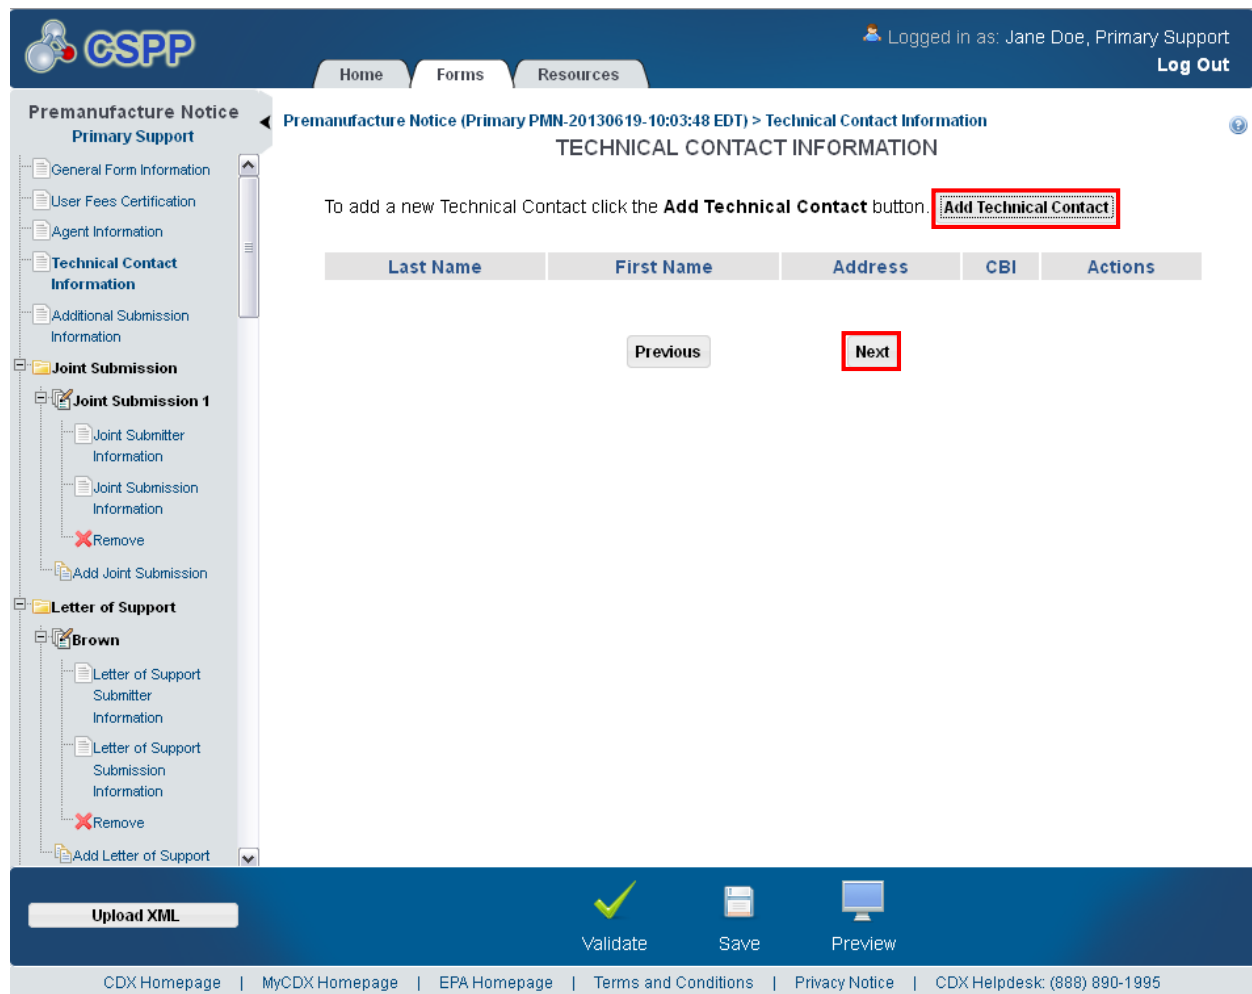 CSPP
Logged in as: Jane Doe, Primary Support
Log Out
Home
Forms
Resources
Premanufacture Notice
Primary Support
General Form Information
User Fees Certification
Agent Information
Technical Contact
Information
Additional Submission
Information
Joint Submission
Joint Submission 1
Joint Submitter
Information
Joint Submission
Information
Remove
Add Joint Submission
Letter of Support
Brown
Letter of Support
Submitter
Information
Letter of Support
Submission
Information
Remove
Add Letter of Support
Premanufacture Notice (Primary PMN-20130619-10:03:48 EDT) > Technical Contact Information
TECHNICAL CONTACT INFORMATION
To add a new Technical Contact click the Add Technical Contact button. Add Technical Contact
Last Name First Name Address CBI Actions
Previous Next
Upload XML
Validate Save Preview
CDX Homepage | MyCDX Homepage | EPA Homepage | Terms and Conditions | Privacy Notice | CDX Helpdesk: (888) 890-1995